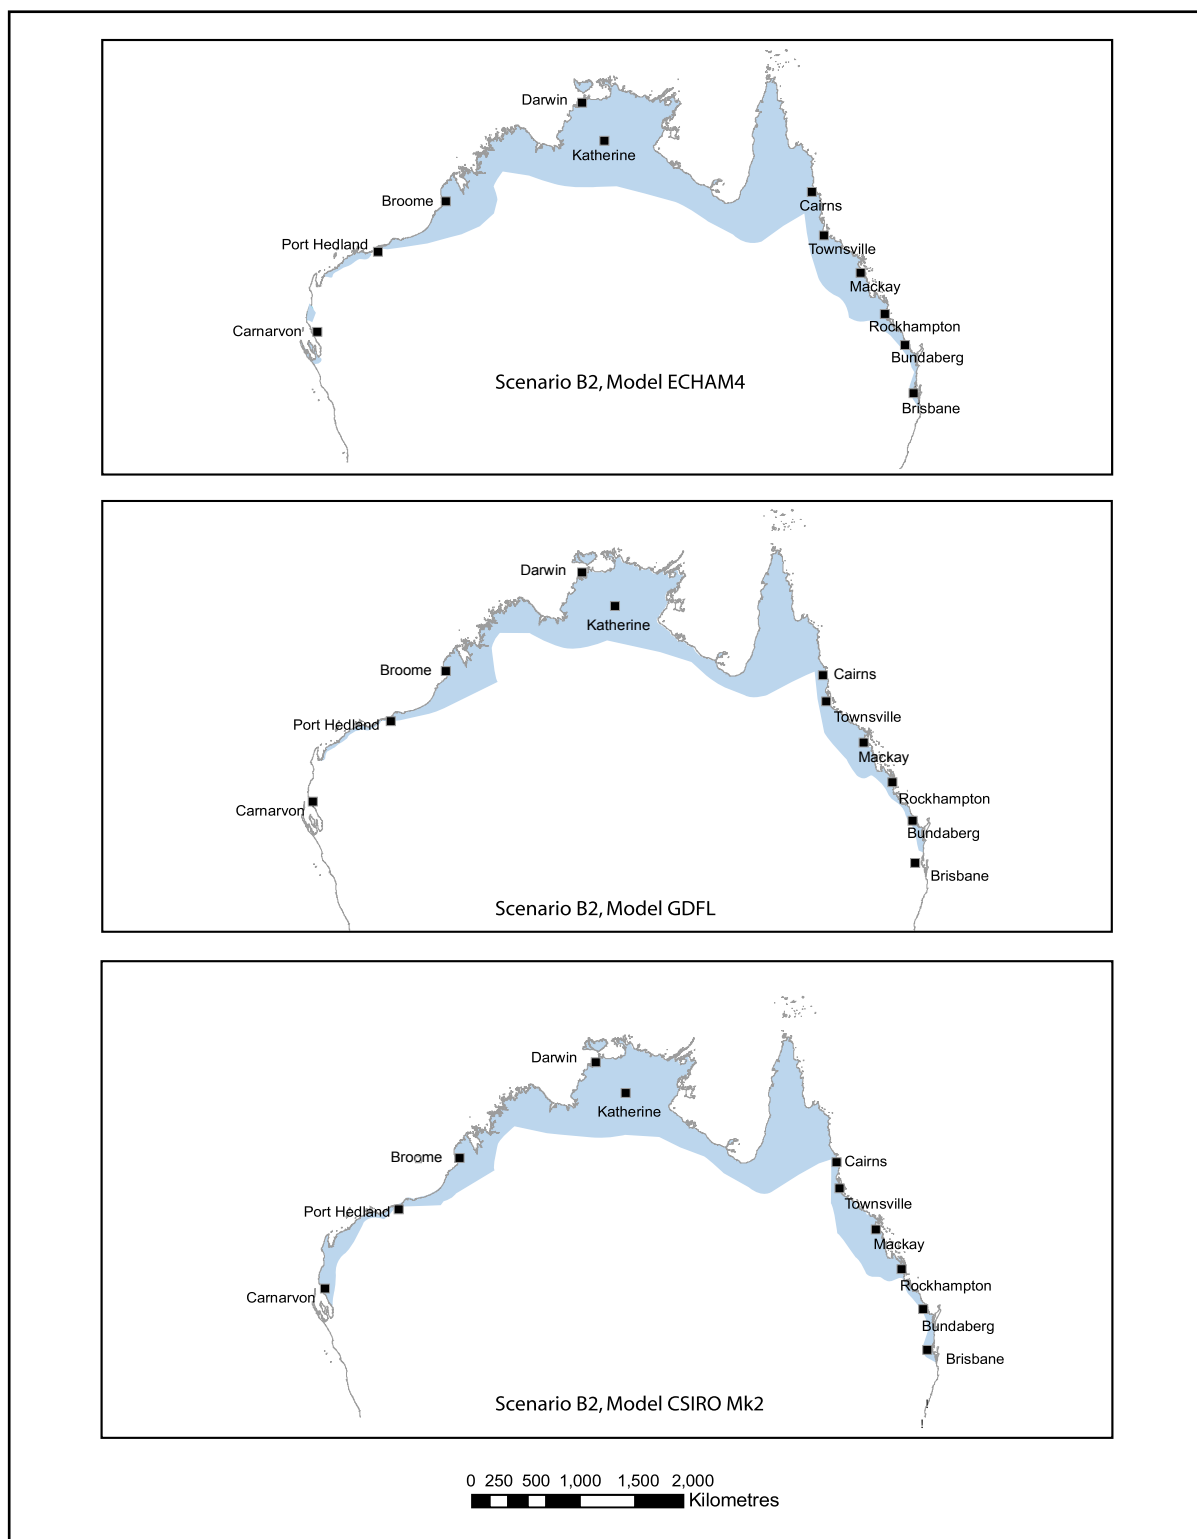 Darwin
Katherine
Broome
Cairns
Port Hedland
Townsville
Mackay
Carnarvon
Rockhampton
Bundaberg
Scenario B2, Model ECHAM4
Brisbane
Darwin
Katherine
Broome
Cairns
Port Hedland
Townsville
Mackay
Rockhampton
Carnarvon
Bundaberg
Brisbane
Scenario B2, Model GDFL
Darwin
Katherine
Broome
Cairns
Port Hedland
Townsville
Mackay
Rockhampton
Carnarvon
Bundaberg
Brisbane
Scenario B2, Model CSIRO Mk2
0 250 500 1,000 1,500 2,000
Kilometres